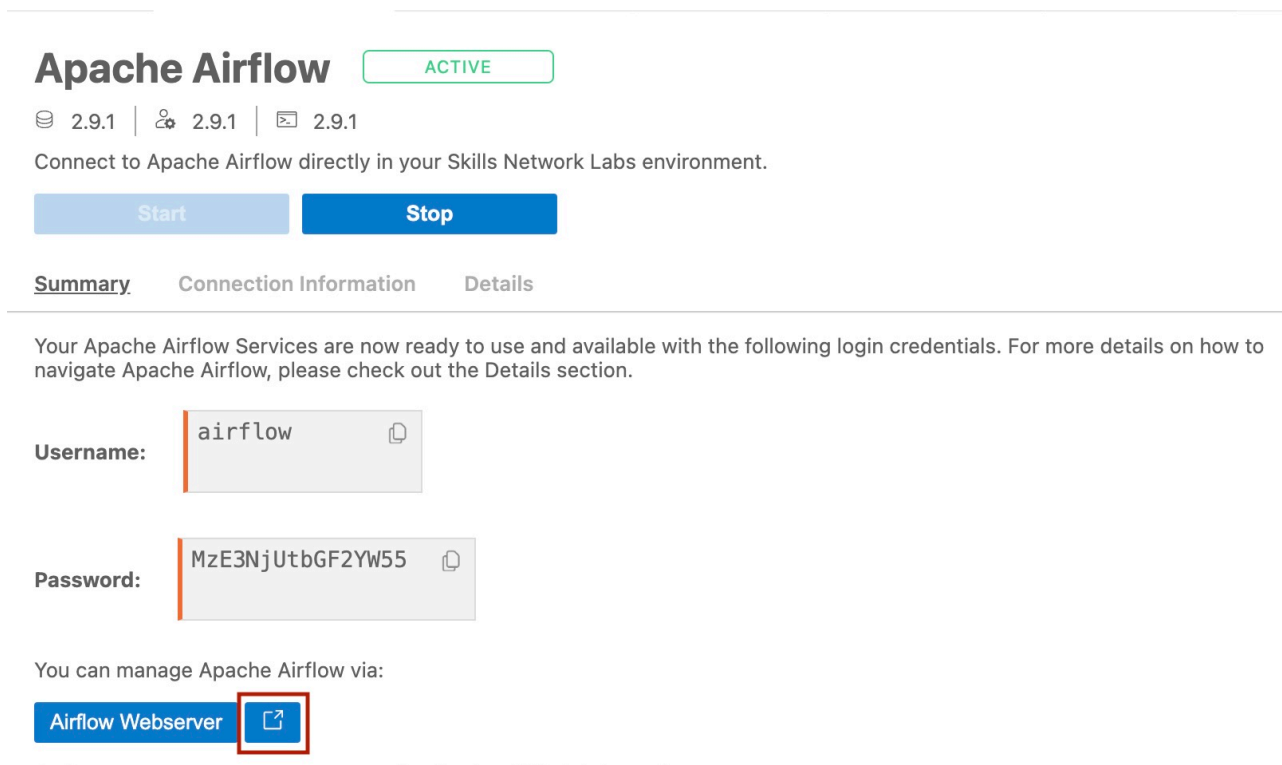 Apache Airflow ACTIVE
2.9.1 2.9.1 2.9.1
Connect to Apache Airflow directly in your Skills Network Labs environment.
Start Stop
Summary Connection Information Details
Your Apache Airflow Services are now ready to use and available with the following login credentials. For more details on how to
navigate Apache Airflow, please check out the Details section.
Username: airflow
Password: MzE3NjUtbGF2YW55
You can manage Apache Airflow via:
Airflow Webserver